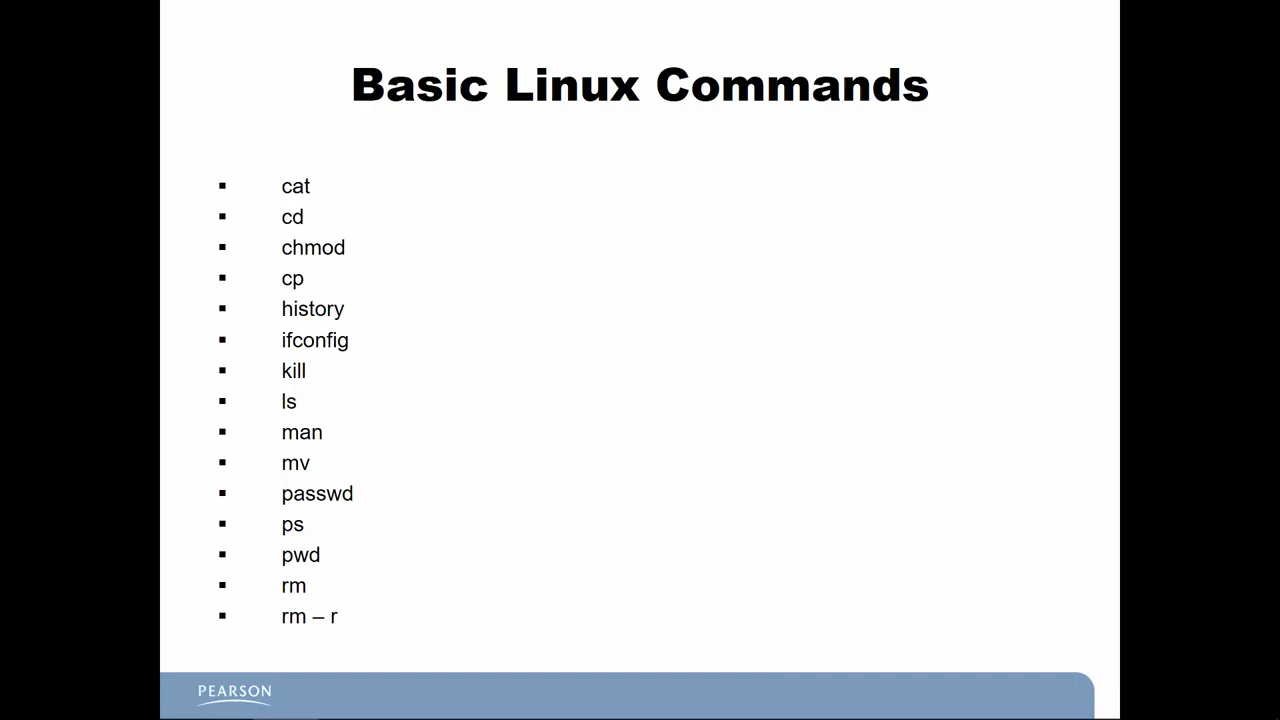 Basic Linux Commands
▪ cat
▪ cd
▪ chmod
▪ cp
▪ history
▪ ifconfig
▪ kill
▪ ls
▪ man
▪ mv
▪ passwd
▪ ps
▪ pwd
▪ rm
▪ rm – r
PEARSON